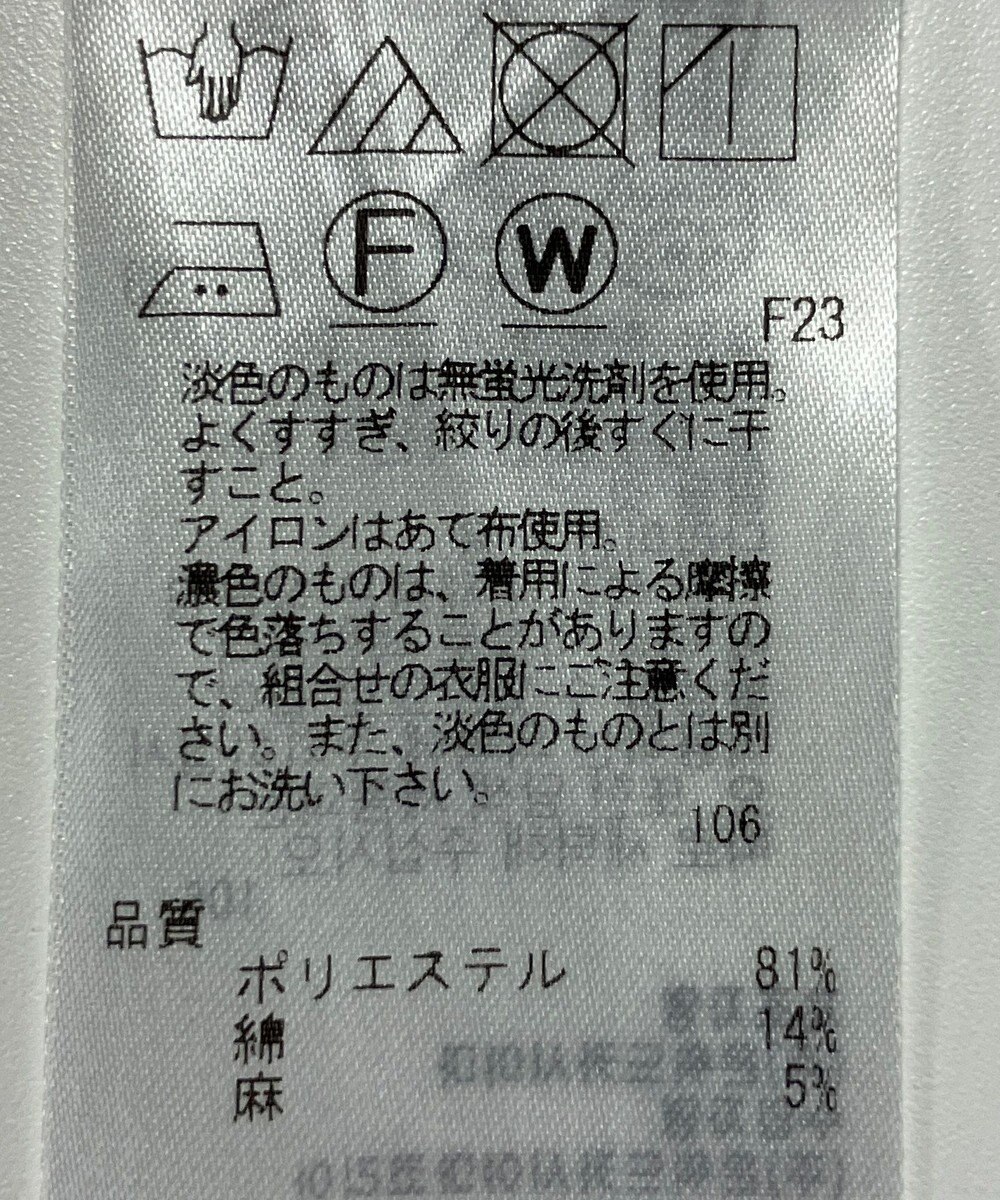 F W
F23
淡色のものは無蛍光洗剤を使用。
よくすすぎ、絞りの後すぐに干
すこと。
アイロンはあて布使用。
濃色のものは、着用による摩擦
で色落ちすることがありますの
で、組合せの衣服にご注意くだ
さい。また、淡色のものとは別
にお洗い下さい。
106
品質
ポリエステル 81%
綿 14%
麻 5%